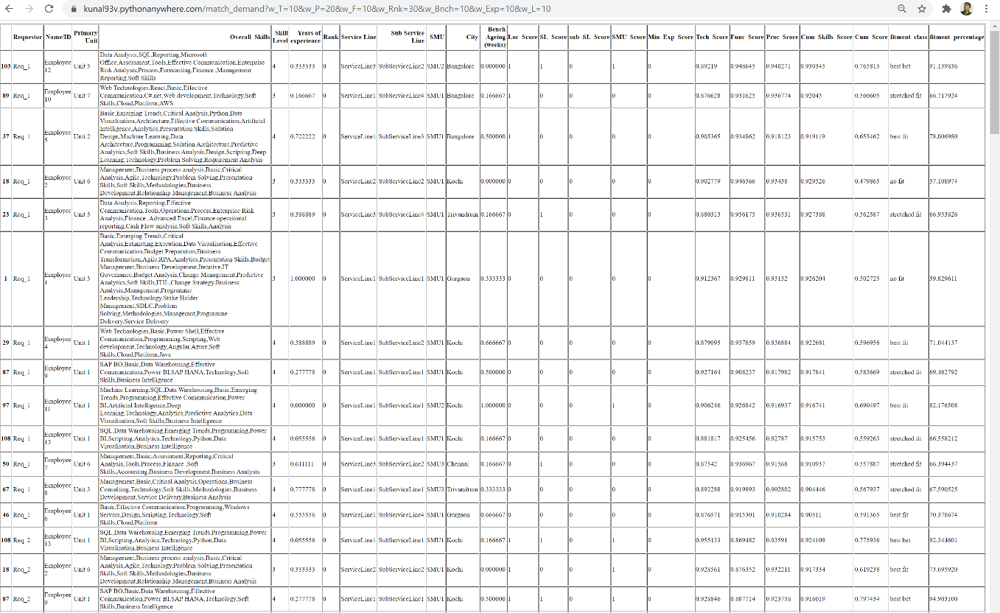 kunal93v.pythonanywhere.com/match_demand?w_T=10&w_P=20&w_F=10&w_Rnk=30&w_Bnch=10&w_Exp=10&w_L=10
Requestor Name/ID Primary Unit Overall_Skills Skill Level Years of experience Rank Service Line Sub Service Line SMU City Bench Ageing (weeks) Loc_Score SL_Score sub_SL_Score SMU_Score Min_Exp_Score Tech_Score Func_Score Proc_Score Cum_Skills_Score Cum_Score fitment_class fitment_percentage
103 Req_1 Employee 12 Unit 5 Data Analysis,SQL,Reporting,Microsoft Office,Assessment,Tools,Effective Communication,Enterprise Risk Analysis,Process,Forecasting,Finance ,Management Reporting,Soft Skills 4 0.333333 0 ServiceLine3 SubServiceLine2 SMU2 Bangalore 0.000000 1 1 0 1 0 0.89219 0.948645 0.940271 0.930345 0.765813 best bet 91.139836
89 Req_1 Employee 10 Unit 7 Web Technologies,React,Basic,Effective Communication,C#.net,Web development,Technology,Soft Skills,Cloud,Platform,AWS 3 0.166667 0 ServiceLine1 SubServiceLine4 SMU1 Bangalore 0.166667 1 0 0 0 0 0.876628 0.931625 0.936774 0.92045 0.560605 stretched fit 66.717924
37 Req_1 Employee 5 Unit 2 Basic,Emerging Trends,Critical Analysis,Python,Data Visualisation,Architecture,Effective Communication,Artificial Intelligence,Analytics,Presentation Skills,Solution Design,Machine Learning,Data Architecture,Programming,Solution Architecture,Predictive Analytics,Soft Skills,Business Analysis,Design,Scripting,Deep Learning,Technology,Problem Solving,Requirement Analysis 4 0.722222 0 ServiceLine1 SubServiceLine3 SMU1 Bangalore 0.500000 1 0 0 0 0 0.905365 0.934862 0.918123 0.919119 0.655462 best fit 78.006980
18 Req_1 Employee 2 Unit 6 Management,Business process analysis,Basic,Critical Analysis,Agile,Technology,Problem Solving,Presentation Skills,Soft Skills,Methodologies,Business Development,Relationship Management,Business Analysis 3 0.333333 0 ServiceLine2 SubServiceLine2 SMU1 Kochi 0.000000 0 0 0 0 0 0.902779 0.946566 0.93438 0.929526 0.479865 no fit 57.108974
23 Req_1 Employee 3 Unit 5 Data Analysis,Reporting,Effective Communication,Tools,Operations,Process,Enterprise Risk Analysis,Finance ,Advanced Excel,Finance operational reporting,Cash Flow analysis,Soft Skills,Analysis 3 0.388889 0 ServiceLine3 SubServiceLine4 SMU1 Trivandrum 0.166667 0 1 0 0 0 0.880315 0.956175 0.936531 0.927388 0.562587 stretched fit 66.953826
1 Req_1 Employee 1 Unit 3 Basic,Emerging Trends,Critical Analysis,Estimating,Execution,Data Visualisation,Effective Communication,Budget Preparation,Business Transformation,Agile,RPA,Analytics,Presentation Skills,Budget Management,Business Development,Iterative,IT Governance,Budget Analysis,Change Management,Predictive Analytics,Soft Skills,ITIL,Change Strategy,Business Analysis,Management,Programme Leadership,Technology,Stake Holder Management,SDLC,Problem Solving,Methodologies,Managemnt,Programme Delivery,Service Delivery 3 1.000000 0 ServiceLine1 SubServiceLine1 SMU1 Gurgaon 0.333333 0 0 0 0 0 0.912367 0.929811 0.93132 0.926204 0.502725 no fit 59.829611
29 Req_1 Employee 4 Unit 1 Web Technologies,Basic,Power Shell,Effective Communication,Programming,Scripting,Web development,Technology,Angular,Azure,Soft Skills,Cloud,Platform,Java 4 0.388889 0 ServiceLine1 SubServiceLine2 SMU1 Kochi 0.666667 0 0 0 0 0 0.879095 0.937859 0.936884 0.922681 0.596956 best fit 71.044137
87 Req_1 Employee 9 Unit 1 SAP BO,Basic,Data Warehousing,Effective Communication,Power BI,SAP HANA,Technology,Soft Skills,Business Intelligence 4 0.277778 0 ServiceLine1 SubServiceLine1 SMU1 Kochi 0.500000 0 0 0 0 0 0.927164 0.908237 0.917982 0.917841 0.583669 stretched fit 69.462792
97 Req_1 Employee 11 Unit 1 Machine Learning,SQL,Data Warehousing,Basic,Emerging Trends,Programming,Effective Communication,Power BI,Artificial Intelligence,Deep Learning,Technology,Analytics,Predictive Analytics,Data Visualisation,Soft Skills,Business Intelligence 4 0.000000 0 ServiceLine1 SubServiceLine1 SMU2 Kochi 1.000000 0 0 0 1 0 0.906246 0.926842 0.916937 0.916741 0.690497 best fit 82.176508
108 Req_1 Employee 13 Unit 1 SQL,Data Warehousing,Emerging Trends,Programming,Power BI,Scripting,Analytics,Technology,Python,Data Visualisation,Business Intelligence 4 0.055556 0 ServiceLine1 SubServiceLine1 SMU1 Kochi 0.166667 0 0 0 0 0 0.881817 0.925456 0.92787 0.915753 0.559263 stretched fit 66.558212
50 Req_1 Employee 7 Unit 6 Management,Basic,Assessment,Reporting,Critical Analysis,Tools,Process,Finance ,Soft Skills,Accounting,Business Development,Business Analysis 3 0.611111 0 ServiceLine3 SubServiceLine2 SMU3 Chennai 0.166667 0 1 0 0 0 0.87542 0.936967 0.91568 0.910937 0.557887 stretched fit 66.394437
67 Req_1 Employee 8 Unit 3 Management,Basic,Critical Analysis,Operations,Business Consulting,Technology,Soft Skills,Methodologies,Business Development,Service Delivery,Business Analysis 4 0.777778 0 ServiceLine1 SubServiceLine1 SMU3 Trivandrum 0.333333 0 0 0 0 0 0.892288 0.919893 0.902802 0.904446 0.567937 stretched fit 67.590525
46 Req_1 Employee 6 Unit 1 Basic,Effective Communication,Programming,Windows Servers,Design,Scripting,Technology,Soft Skills,Cloud,Platform 4 0.555556 0 ServiceLine1 SubServiceLine4 SMU1 Gurgaon 0.666667 0 0 0 0 0 0.876571 0.915301 0.910284 0.90311 0.591365 best fit 70.378674
108 Req_2 Employee 13 Unit 1 SQL,Data Warehousing,Emerging Trends,Programming,Power BI,Scripting,Analytics,Technology,Python,Data Visualisation,Business Intelligence 4 0.055556 0 ServiceLine1 SubServiceLine1 SMU1 Kochi 0.166667 1 1 0 1 0 0.955133 0.869482 0.93591 0.924109 0.775936 best bet 92.344601
18 Req_2 Employee 2 Unit 6 Management,Business process analysis,Basic,Critical Analysis,Agile,Technology,Problem Solving,Presentation Skills,Soft Skills,Methodologies,Business Development,Relationship Management,Business Analysis 3 0.333333 0 ServiceLine2 SubServiceLine2 SMU1 Kochi 0.000000 1 0 0 1 0 0.928561 0.876352 0.932211 0.917334 0.619238 best fit 73.695920
87 Req_2 Employee 9 Unit 1 SAP BO,Basic,Data Warehousing,Effective Communication,Power BI,SAP HANA,Technology,Soft Skills,Business Intelligence 4 0.277778 0 ServiceLine1 SubServiceLine1 SMU1 Kochi 0.500000 1 1 0 1 0 0.928846 0.887714 0.923758 0.916019 0.797434 best bet 94.903100